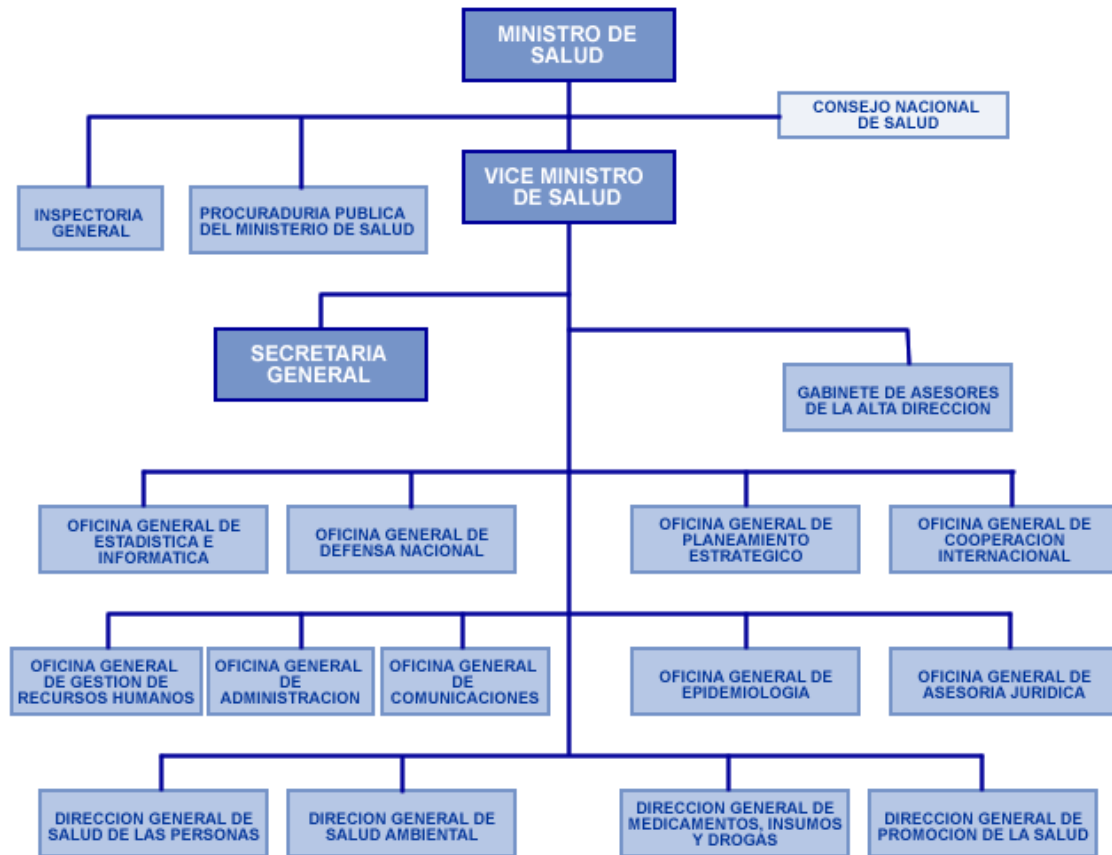 MINISTRO DE
SALUD
CONSEJO NACIONAL
DE SALUD
VICE MINISTRO
DE SALUD
INSPECTORIA
GENERAL
PROCURADURIA PUBLICA
DEL MINISTERIO DE SALUD
SECRETARIA
GENERAL
GABINETE DE ASESORES
DE LA ALTA DIRECCION
OFICINA GENERAL DE
ESTADISTICA E
INFORMATICA
OFICINA GENERAL DE
DEFENSA NACIONAL
OFICINA GENERAL DE
PLANEAMIENTO
ESTRATEGICO
OFICINA GENERAL DE
COOPERACION
INTERNACIONAL
OFICINA GENERAL
DE GESTION DE
RECURSOS HUMANOS
OFICINA GENERAL
DE
ADMINISTRACION
OFICINA GENERAL
DE
COMUNICACIONES
OFICINA GENERAL DE
EPIDEMIOLOGIA
OFICINA GENERAL DE
ASESORIA JURIDICA
DIRECCION GENERAL DE
SALUD DE LAS PERSONAS
DIRECION GENERAL DE
SALUD AMBIENTAL
DIRECCION GENERAL DE
MEDICAMENTOS, INSUMOS
Y DROGAS
DIRECCION GENERAL DE
PROMOCION DE LA SALUD